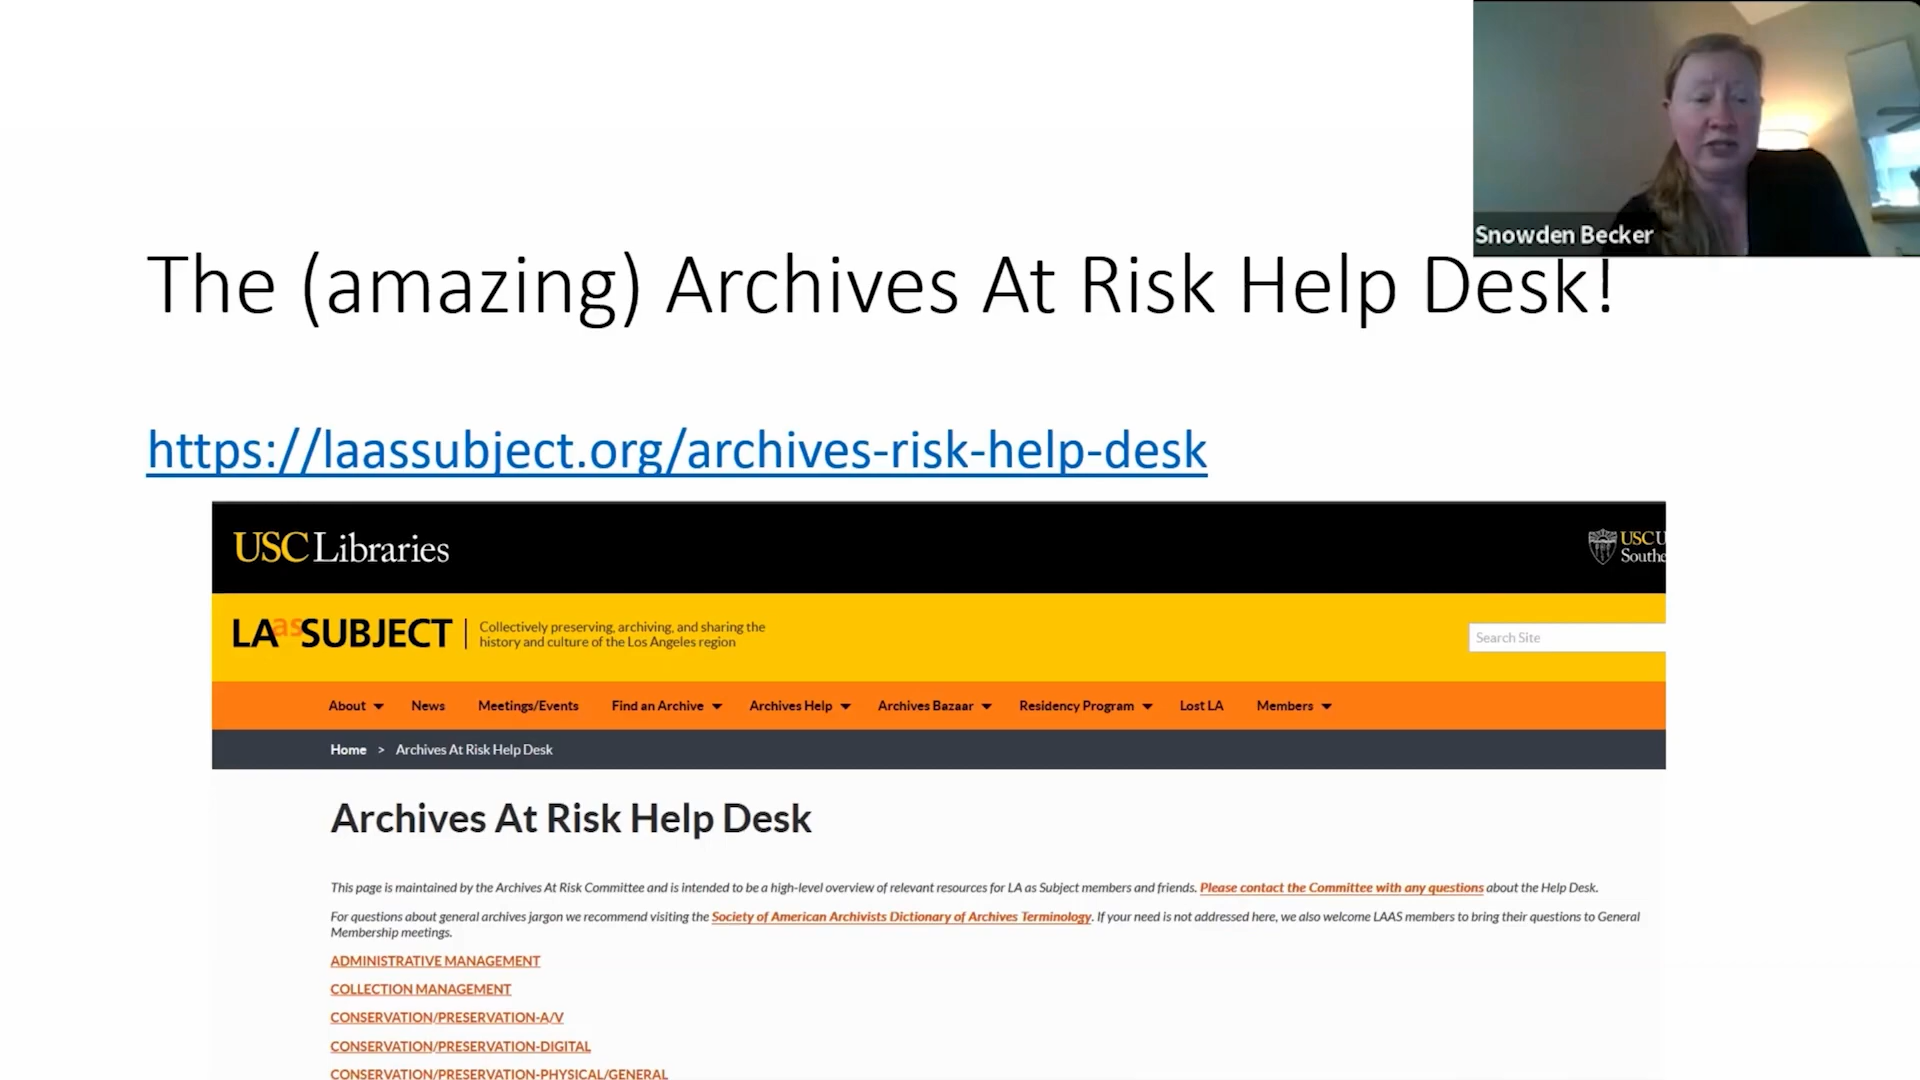 Snowden Becker
The (amazing) Archives At Risk Help Desk!
https://laassubject.org/archives-risk-help-desk
USC Libraries
USC
LAasSUBJECT
Collectively preserving, archiving, and sharing the
history and culture of the Los Angeles region
Search Site
About News Meetings/Events Find an Archive Archives Help Archives Bazaar Residency Program Lost LA Members
Home > Archives At Risk Help Desk
Archives At Risk Help Desk
This page is maintained by the Archives At Risk Committee and is intended to be a high-level overview of relevant resources for LA as Subject members and friends. Please contact the Committee with any questions about the Help Desk.
For questions about general archives jargon we recommend visiting the Society of American Archivists Dictionary of Archives Terminology. If your need is not addressed here, we also welcome LAAS members to bring their questions to General
Membership meetings.
ADMINISTRATIVE MANAGEMENT
COLLECTION MANAGEMENT
CONSERVATION/PRESERVATION-A/V
CONSERVATION/PRESERVATION-DIGITAL
CONSERVATION/PRESERVATION-PHYSICAL/GENERAL